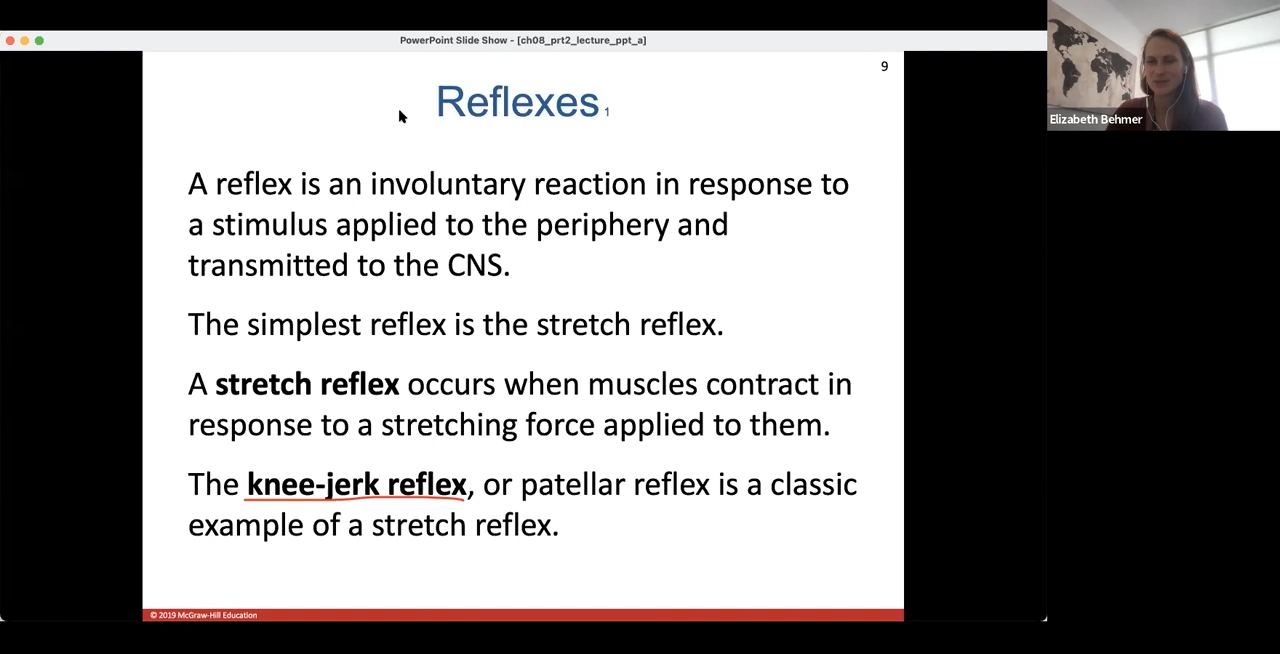 PowerPoint Slide Show - [ch08_prt2_lecture_ppt_a]
9
Reflexes 1
A reflex is an involuntary reaction in response to
a stimulus applied to the periphery and
transmitted to the CNS.
The simplest reflex is the stretch reflex.
A stretch reflex occurs when muscles contract in
response to a stretching force applied to them.
The knee-jerk reflex, or patellar reflex is a classic
example of a stretch reflex.
© 2019 McGraw-Hill Education
Elizabeth Behmer